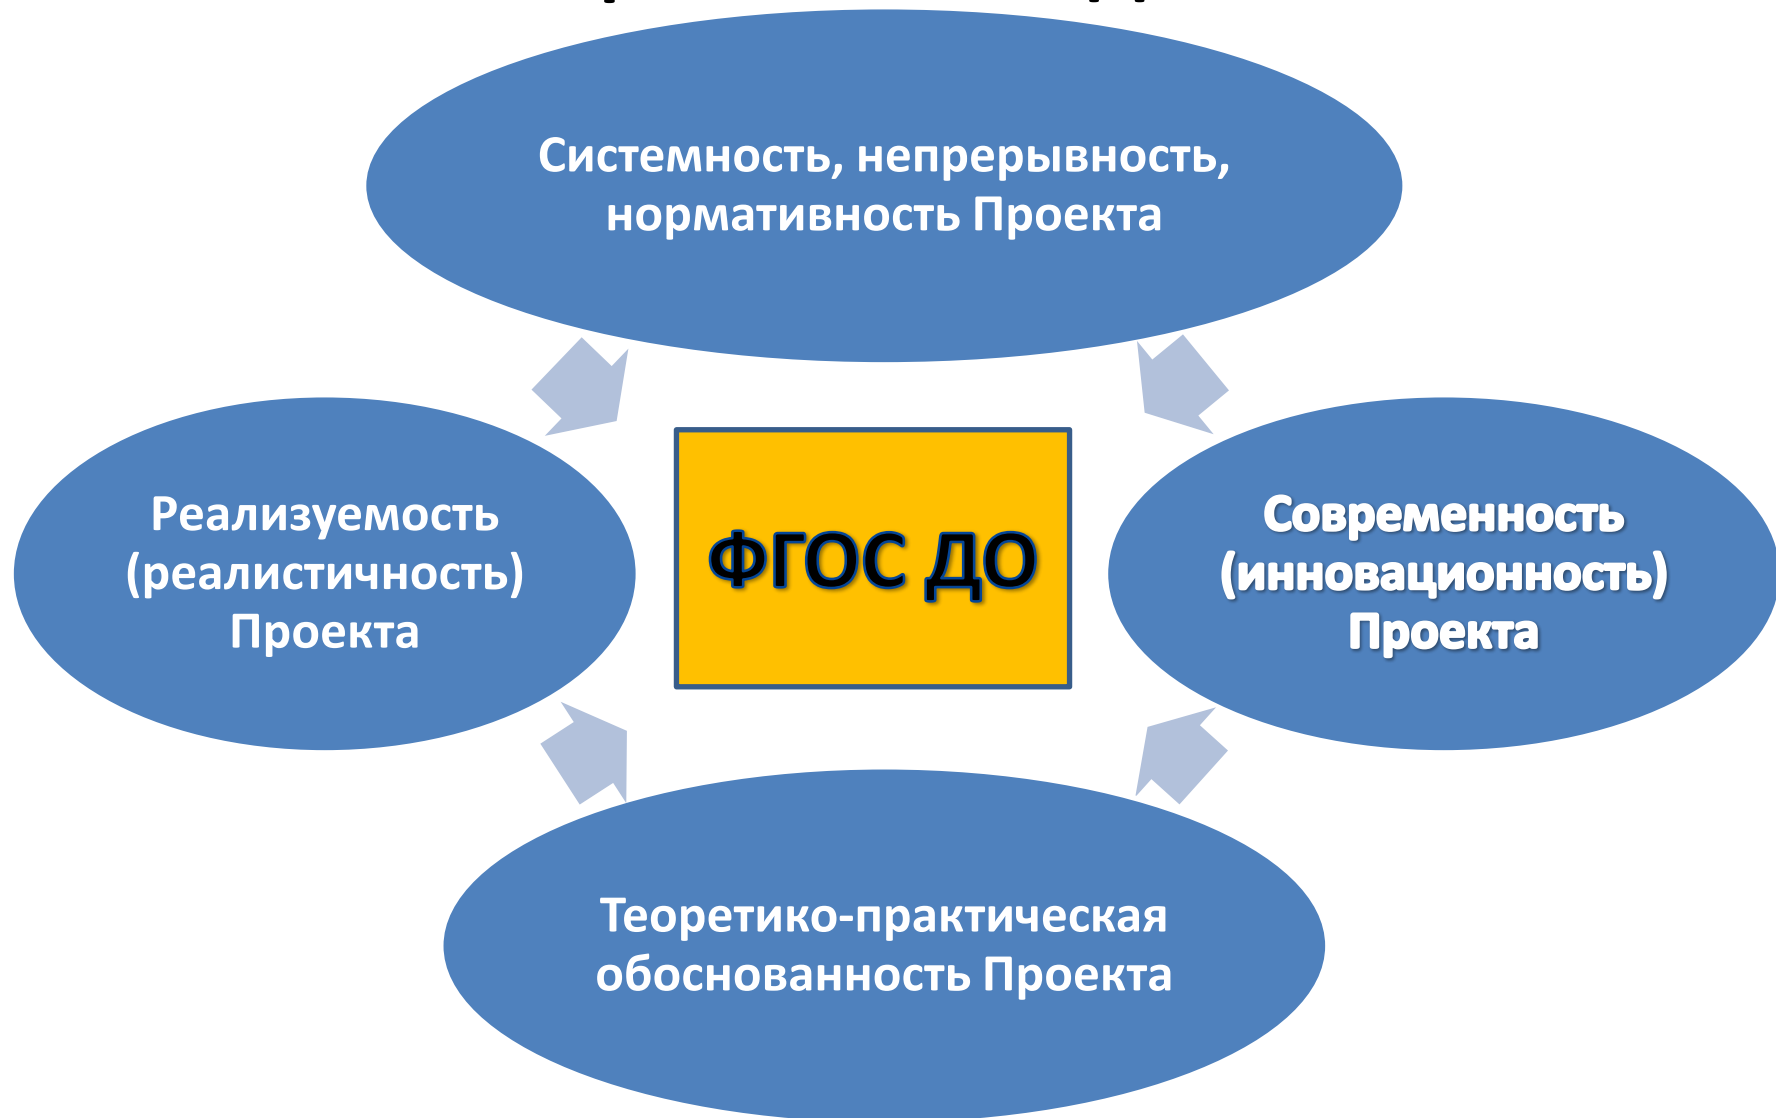 Системность, непрерывность,
нормативность Проекта
Реализуемость
(реалистичность)
Проекта
ФГОС ДО
Современность
(инновационность)
Проекта
Теоретико-практическая
обоснованность Проекта